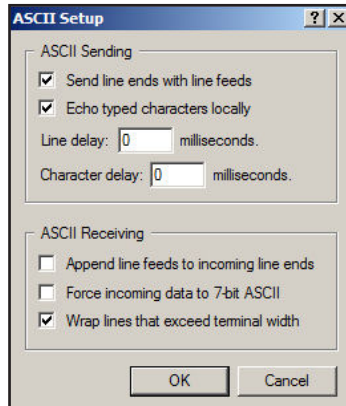 ASCII Setup
ASCII Sending
Send line ends with line feeds
Echo typed characters locally
Line delay: 0 milliseconds.
Character delay: 0 milliseconds.
ASCII Receiving
Append line feeds to incoming line ends
Force incoming data to 7-bit ASCII
Wrap lines that exceed terminal width
OK Cancel